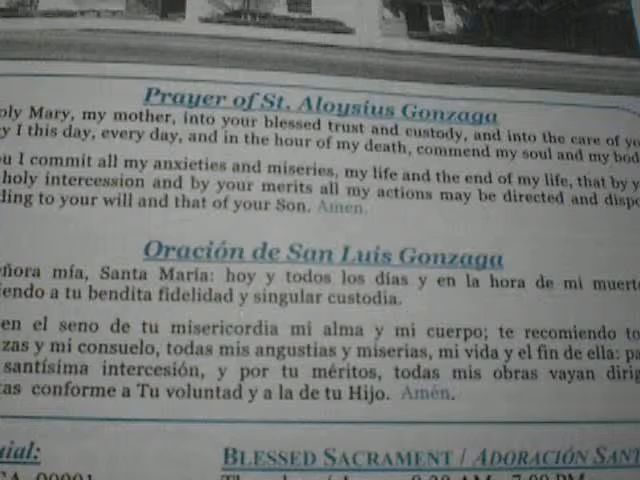 Prayer of St. Aloysius Gonzaga
oly Mary, my mother, into your blessed trust and custody, and into the care of yo
y I this day, every day, and in the hour of my death, commend my soul and my bod
u I commit all my anxieties and miseries, my life and the end of my life, that by y
holy intercession and by your merits all my actions may be directed and dispo
ding to your will and that of your Son. Amen.
Oración de San Luis Gonzaga
eñora mía, Santa María: hoy y todos los días y en la hora de mi muerte
iendo a tu bendita fidelidad y singular custodia.
en el seno de tu misericordia mi alma y mi cuerpo; te recomiendo to
zas y mi consuelo, todas mis angustias y miserias, mi vida y el fin de ella: pa
santísima intercesión, y por tu méritos, todas mis obras vayan dirig
as conforme a Tu voluntad y a la de tu Hijo. Amén.
ial:
BLESSED SACRAMENT / ADORACIÓN SANT